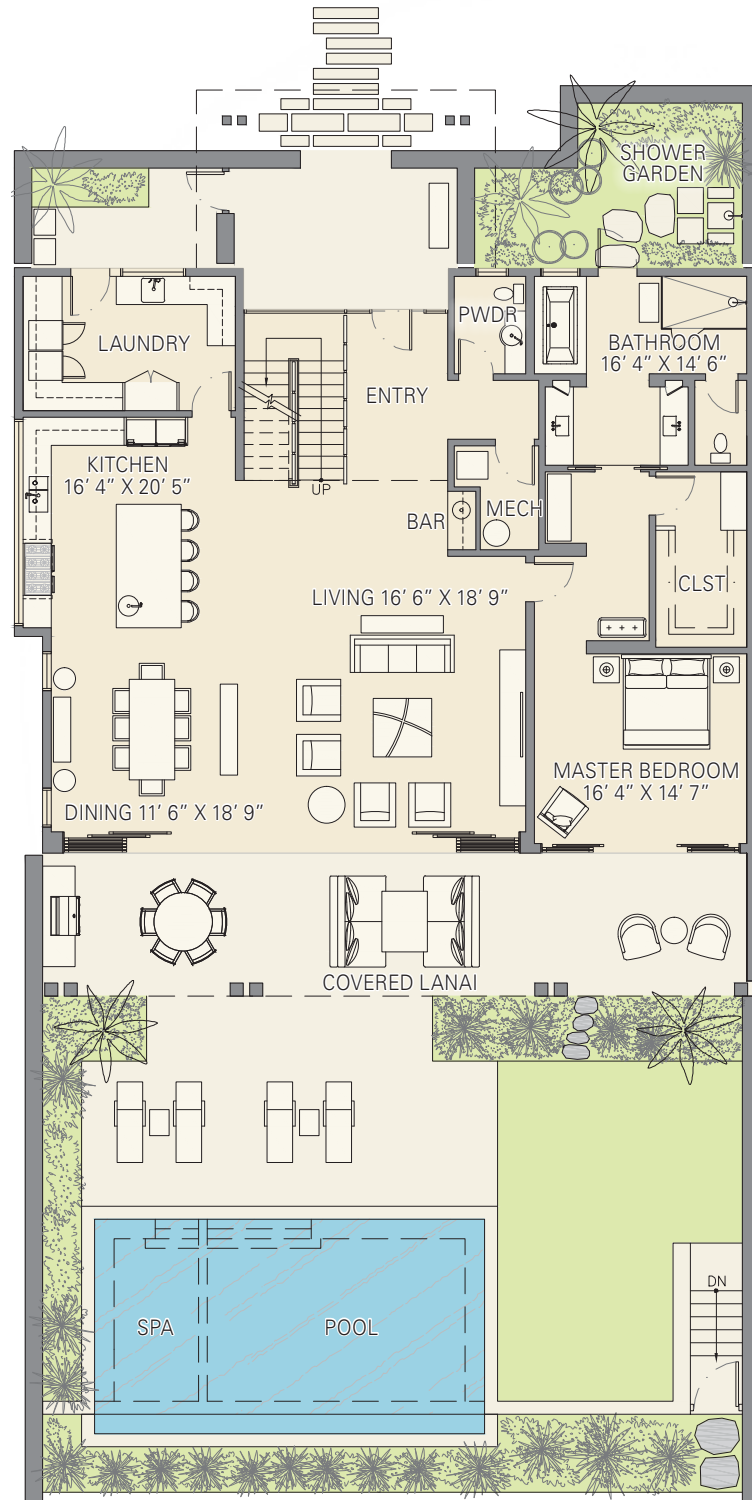 SHOWER
GARDEN
PWDR
LAUNDRY
BATHROOM
16' 4" X 14' 6"
ENTRY
KITCHEN
16' 4" X 20' 5"
UP
BAR
MECH
CLST
LIVING 16' 6" X 18' 9"
MASTER BEDROOM
16' 4" X 14' 7"
DINING 11' 6" X 18' 9"
COVERED LANAI
DN
SPA
POOL